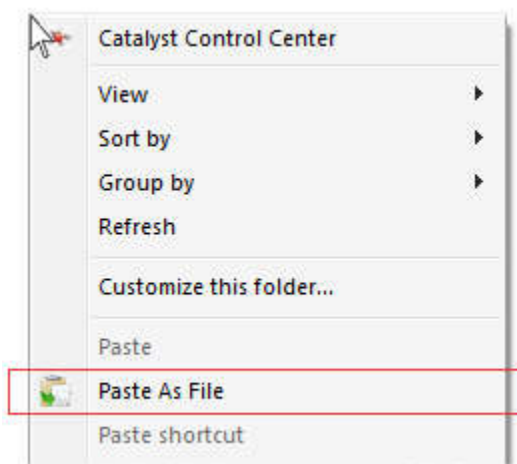 Catalyst Control Center
View
Sort by
Group by
Refresh
Customize this folder...
Paste
Paste As File
Paste shortcut